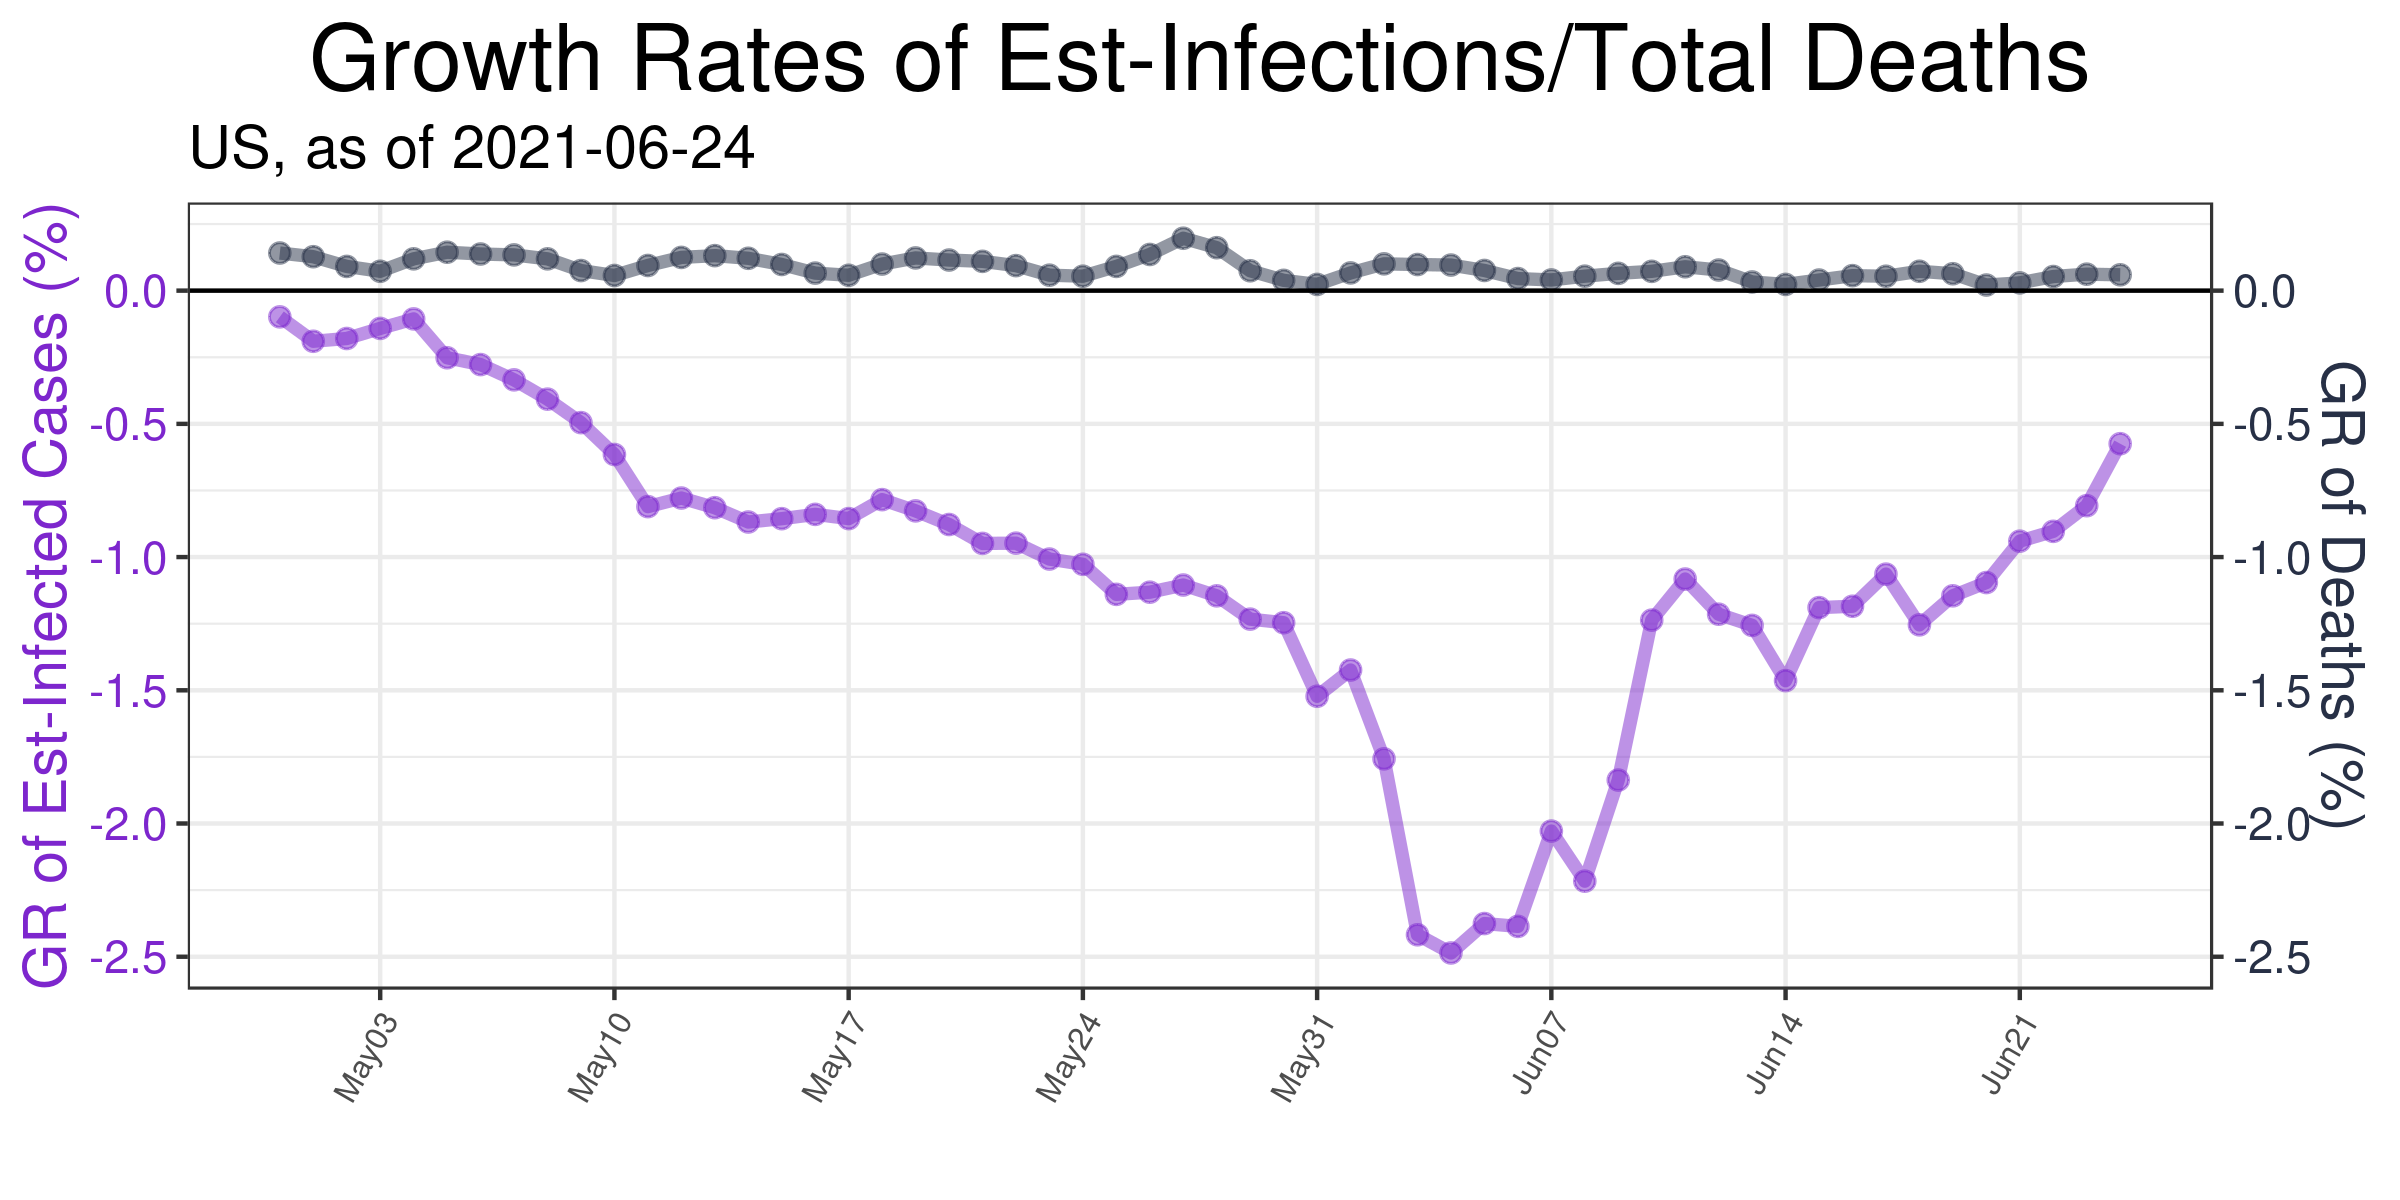 Growth Rates of Est-Infections/Total Deaths
US, as of 2021-06-24
GR of Est-Infected Cases (%)
0.0
-0.5
-1.0
-1.5
-2.0
-2.5
0.0
-0.5
-1.0
-1.5
-2.0
-2.5
GR of Deaths (%)
May03
May10
May17
May24
May31
Jun07
Jun14
Jun21